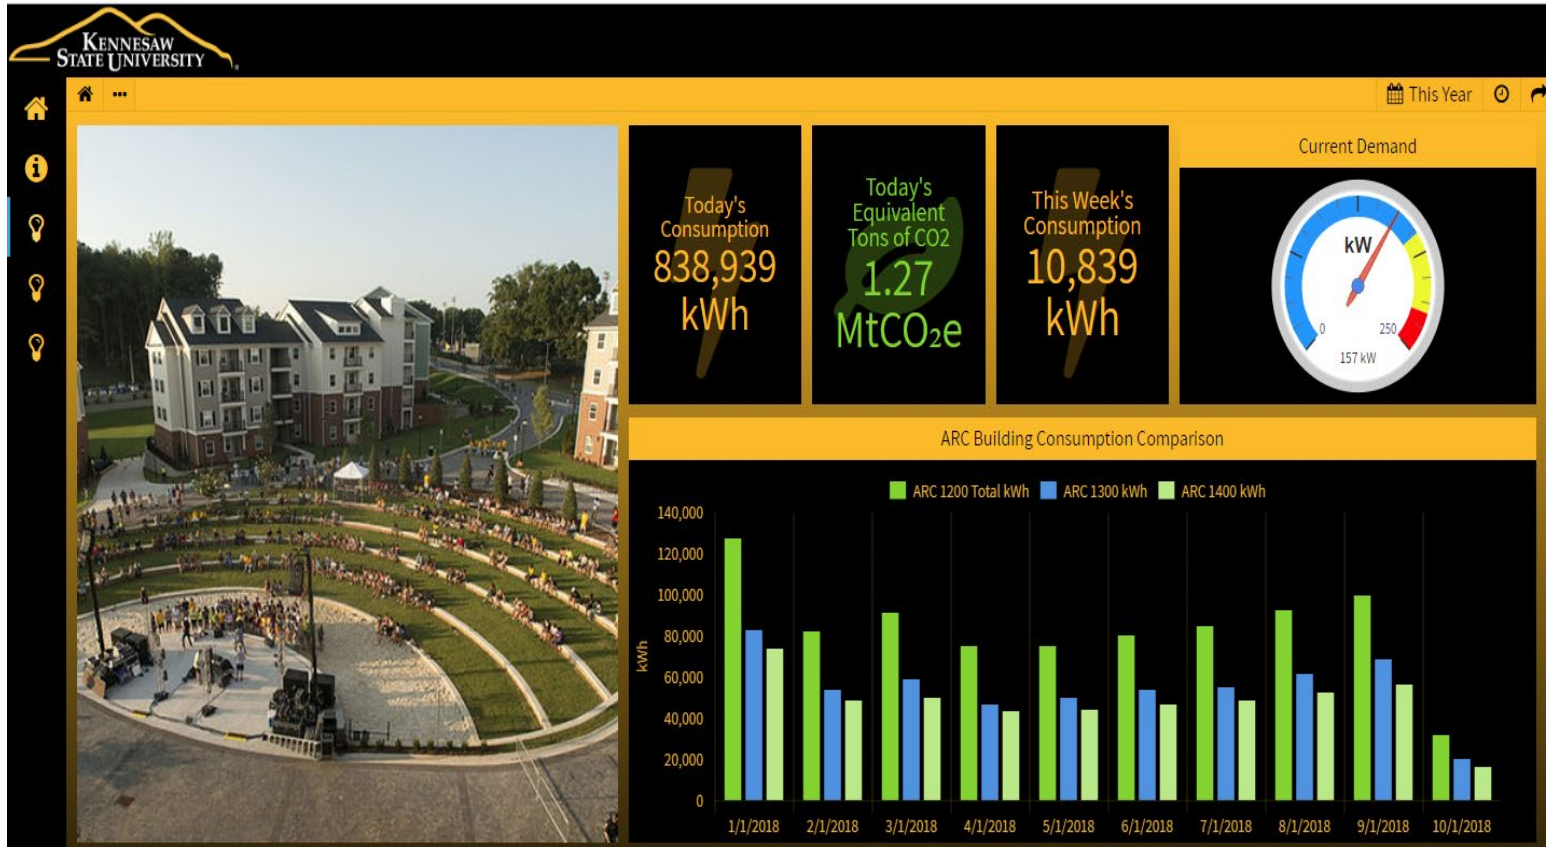 KENNESAW
STATE UNIVERSITY
This Year
Today's
Consumption
838,939
kWh
Today's
Equivalent
Tons of CO2
1.27
MtCO₂e
This Week's
Consumption
10,839
kWh
Current Demand
kW
0
250
157 kW
ARC Building Consumption Comparison
ARC 1200 Total kWh ARC 1300 kWh ARC 1400 kWh
140,000
120,000
100,000
80,000
60,000
40,000
20,000
0
kWh
1/1/2018 2/1/2018 3/1/2018 4/1/2018 5/1/2018 6/1/2018 7/1/2018 8/1/2018 9/1/2018 10/1/2018